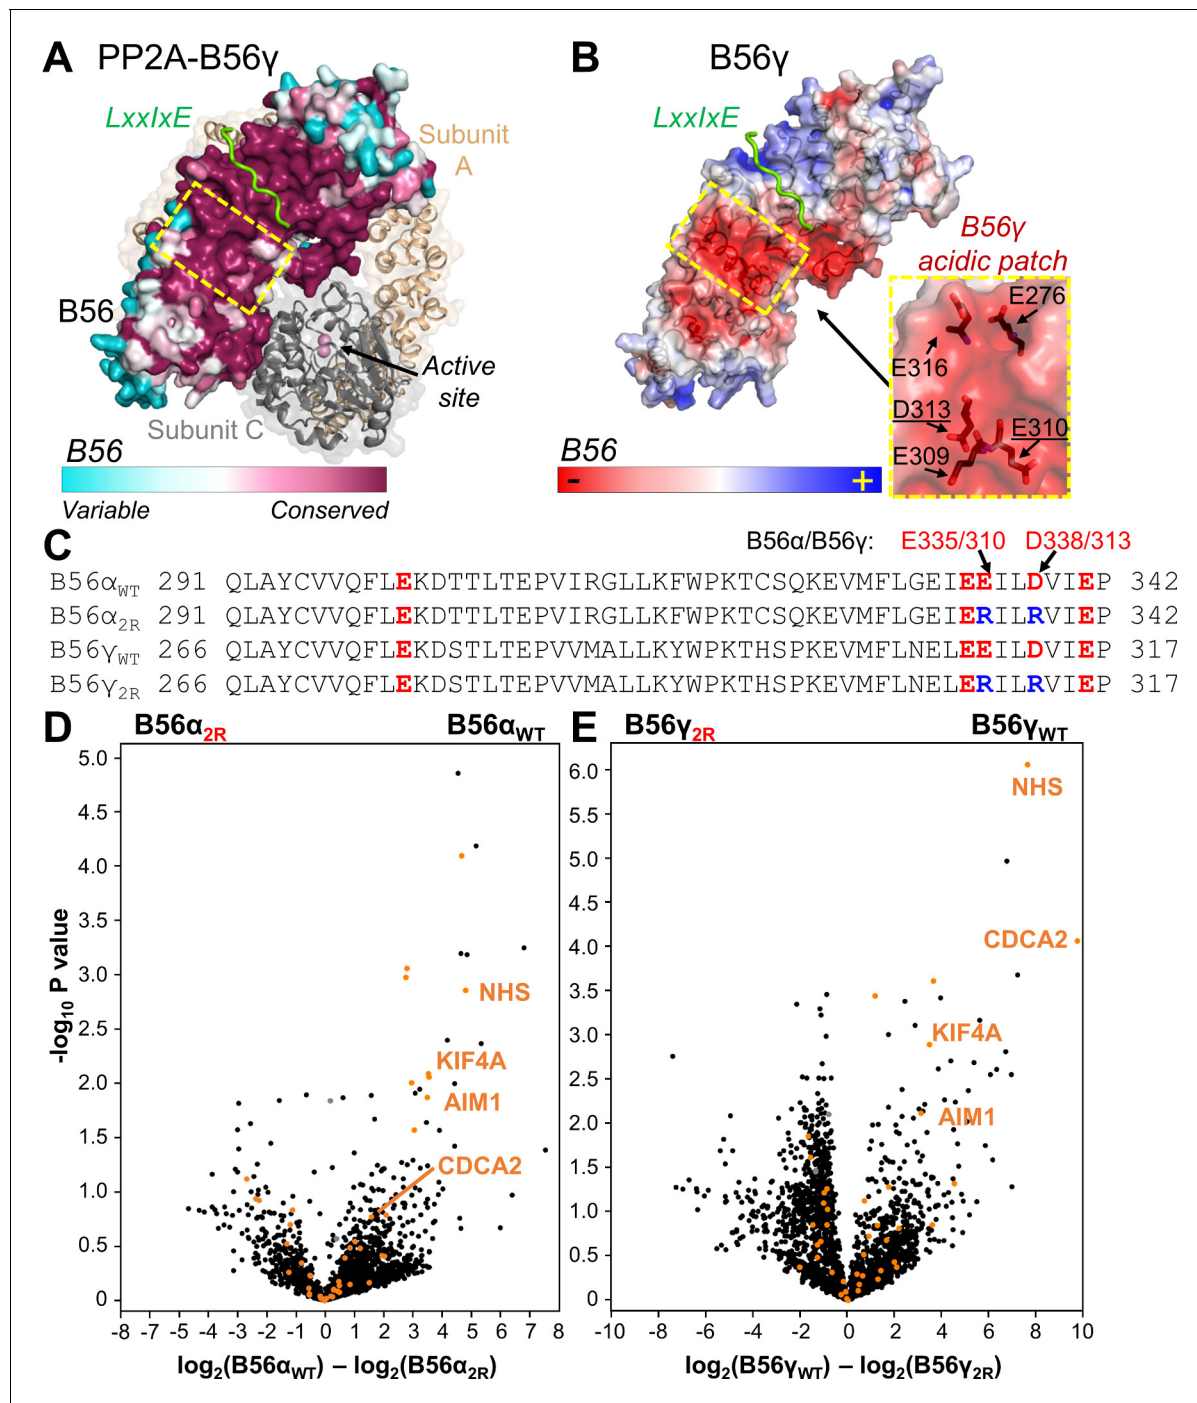 A PP2A-B56γ
LxxIxE
Subunit
A
B56
Active
site
Subunit C
B56
Variable Conserved
B B56γ
LxxIxE
B56γ
acidic patch
E276
E316
D313
E310
E309
B56
- +
C B56α/B56γ: E335/310 D338/313
B56αWT 291 QLAYCVVQFLEKDTTLTEPVIRGLLKFWPKTCSQKEVMFLGEIEEILDVIEP 342
B56α2R 291 QLAYCVVQFLEKDTTLTEPVIRGLLKFWPKTCSQKEVMFLGEIERILRVIEP 342
B56γWT 266 QLAYCVVQFLEKDSTLTEPVVMALLKYWPKTHSPKEVMFLNELEEILDVIEP 317
B56γ2R 266 QLAYCVVQFLEKDSTLTEPVVMALLKYWPKTHSPKEVMFLNELERILRVIEP 317
D B56α2R B56αWT
5.0
4.5
4.0
3.5
3.0
2.5
2.0
1.5
1.0
0.5
0
-log10 P value
NHS
KIF4A
AIM1
CDCA2
-8 -7 -6 -5 -4 -3 -2 -1 0 1 2 3 4 5 6 7 8
log2(B56αWT) – log2(B56α2R)
E B56γ2R B56γWT
6.0
5.5
5.0
4.5
4.0
3.5
3.0
2.5
2.0
1.5
1.0
0.5
0
NHS
CDCA2
KIF4A
AIM1
-10 -8 -6 -4 -2 0 2 4 6 8 10
log2(B56γWT) – log2(B56γ2R)